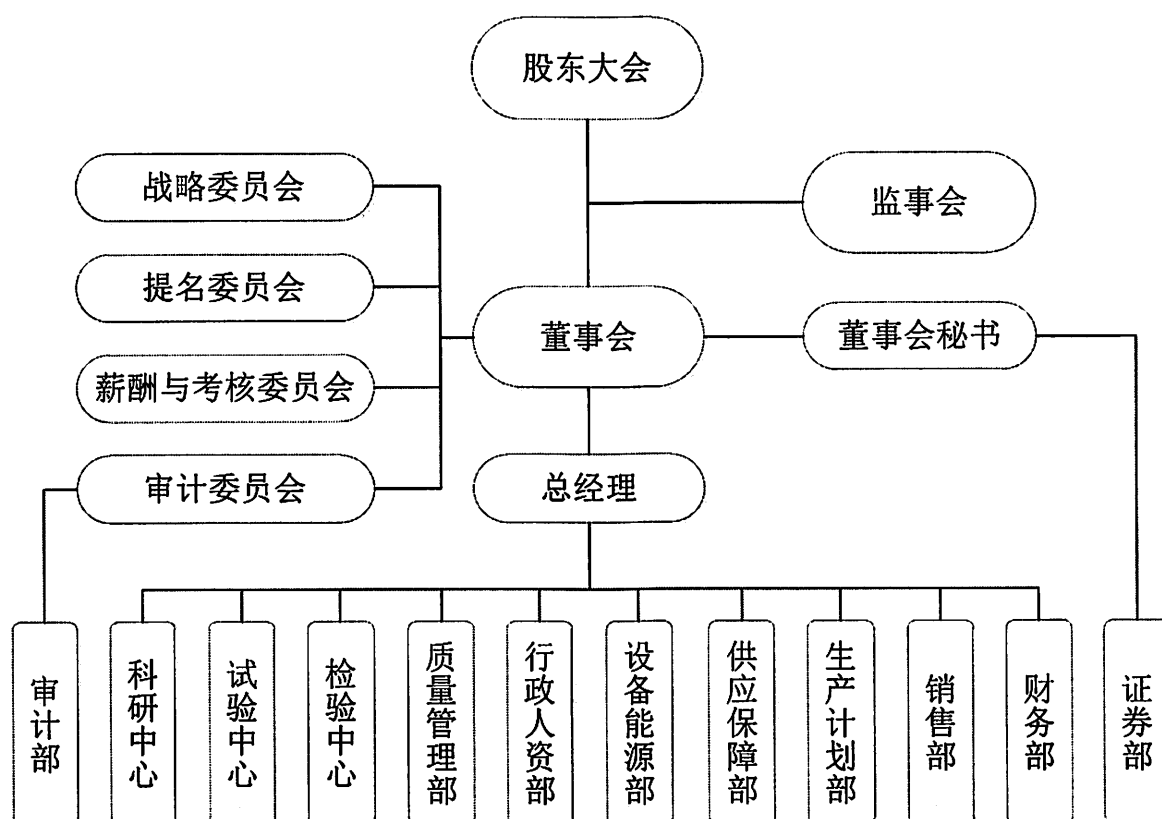 股东大会
战略委员会
监事会
提名委员会
董事会
董事会秘书
薪酬与考核委员会
审计委员会
总经理
审计部
科研中心
试验中心
检验中心
质量管理部
行政人资部
设备能源部
供应保障部
生产计划部
销售部
财务部
证券部